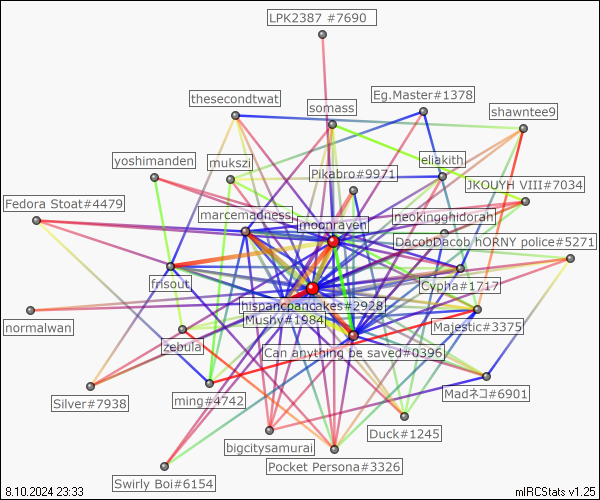 LPK2387 #7690
Eg.Master#1378
thesecondtwat
somass
shawntee9
yoshimanden
mukszi
eliakith
Pikabro#9971
JKOUYH VIII#7034
Fedora Stoat#4479
marcemadness
moonraven
neokingghidorah
DacobDacob
hORNY police#5271
frisout
Cypha#1717
hispancpancakes#2928
Mushy#1984
normalwan
Majestic#3375
zebula
Can anything be saved#0396
Silver#7938
ming#4742
Madネコ#6901
Duck#1245
bigcitysamurai
Pocket Persona#3326
Swirly Boi#6154
8.10.2024 23:33
mIRCStats v1.25